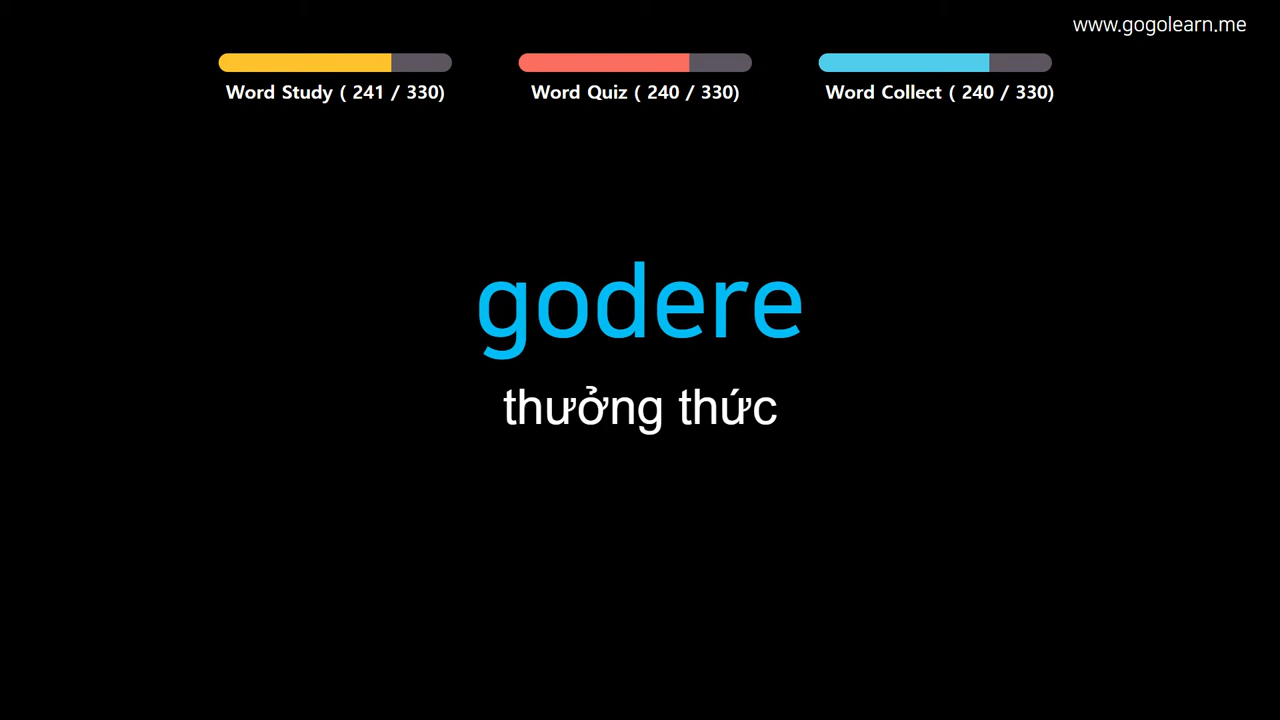 www.gogolearn.me
Word Study ( 241 / 330)
Word Quiz ( 240 / 330)
Word Collect ( 240 / 330)
godere
thưởng thức